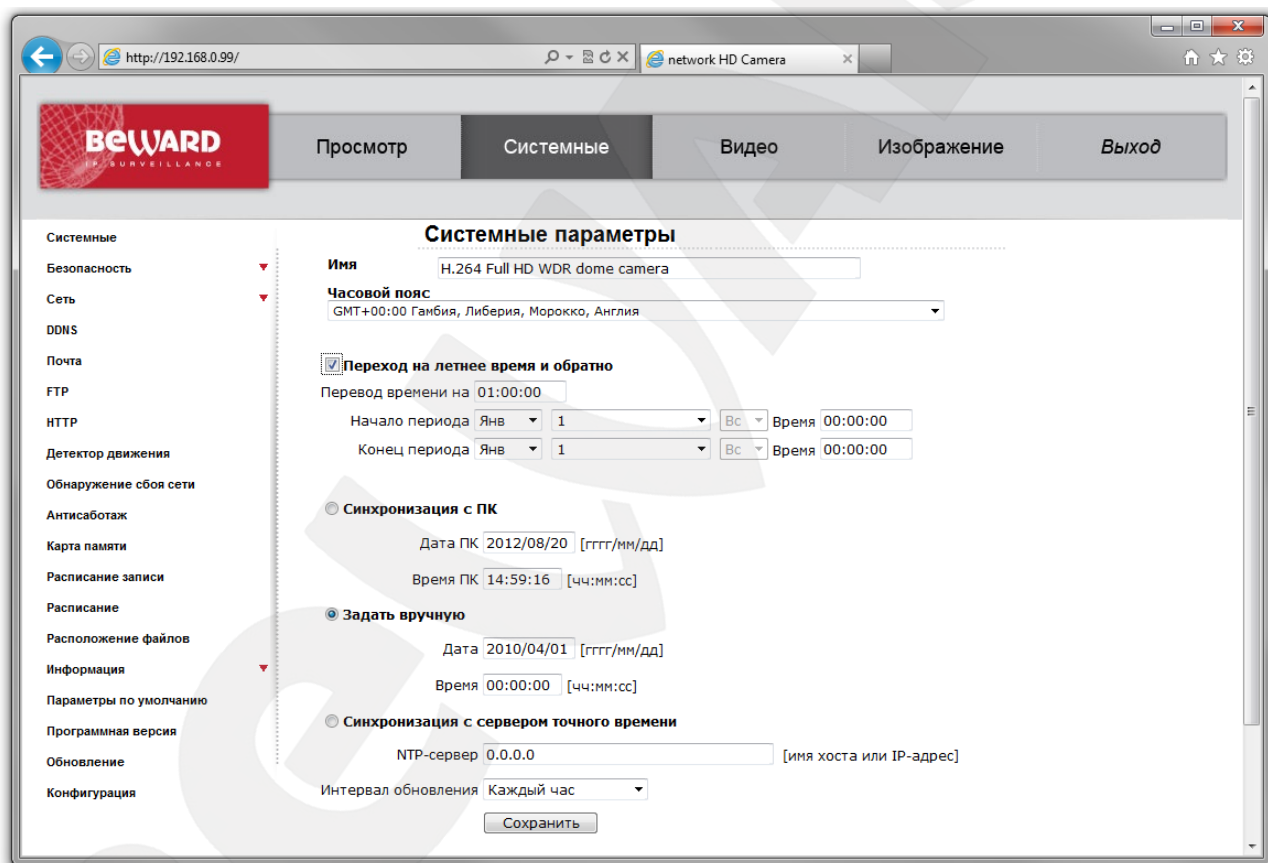 http://192.168.0.99/
network HD Camera
BEWARD
IP SURVEILLANCE
Просмотр
Системные
Видео
Изображение
Выход
Системные
Безопасность
Сеть
DDNS
Почта
FTP
HTTP
Детектор движения
Обнаружение сбоя сети
Антисаботаж
Карта памяти
Расписание записи
Расписание
Расположение файлов
Информация
Параметры по умолчанию
Программная версия
Обновление
Конфигурация
Системные параметры
Имя H.264 Full HD WDR dome camera
Часовой пояс
GMT+00:00 Гамбия, Либерия, Морокко, Англия
Переход на летнее время и обратно
Перевод времени на 01:00:00
Начало периода Янв 1 Вс Время 00:00:00
Конец периода Янв 1 Вс Время 00:00:00
Синхронизация с ПК
Дата ПК 2012/08/20 [гггг/мм/дд]
Время ПК 14:59:16 [чч:мм:сс]
Задать вручную
Дата 2010/04/01 [гггг/мм/дд]
Время 00:00:00 [чч:мм:сс]
Синхронизация с сервером точного времени
NTP-сервер 0.0.0.0 [имя хоста или IP-адрес]
Интервал обновления Каждый час
Сохранить